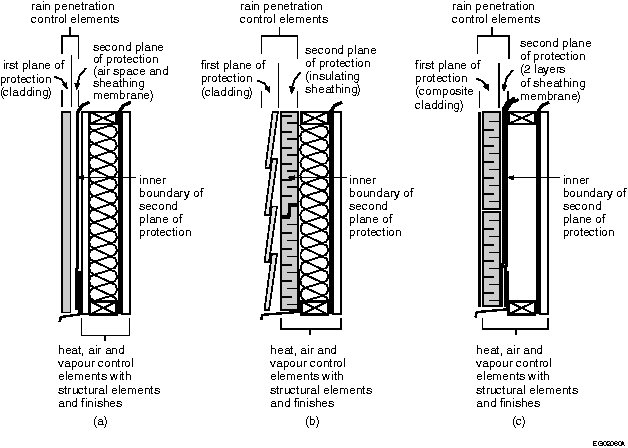 rain penetration
control elements
irst plane of
protection
(cladding)
second plane
of protection
(air space and
sheathing
membrane)
inner
boundary of
second
plane of
protection
heat, air and
vapour control
elements with
structural elements
and finishes
(a)
rain penetration
control elements
first plane of
protection
(cladding)
second plane
of protection
(insulating
sheathing)
inner
boundary of
second
plane of
protection
heat, air and
vapour control
elements with
structural elements
and finishes
(b)
rain penetration
control elements
first plane of
protection
(composite
cladding)
second plane
of protection
(2 layers
of sheathing
membrane)
inner
boundary of
second
plane of
protection
heat, air and
vapour control
elements with
structural elements
and finishes
(c)
EG02060A